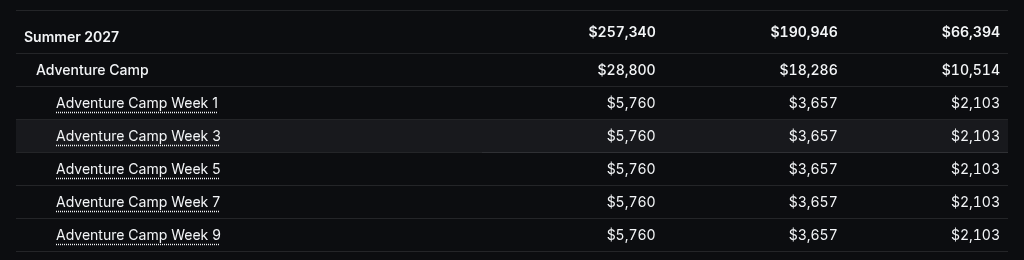 Summer 2027 $257,340 $190,946 $66,394
Adventure Camp $28,800 $18,286 $10,514
Adventure Camp Week 1 $5,760 $3,657 $2,103
Adventure Camp Week 3 $5,760 $3,657 $2,103
Adventure Camp Week 5 $5,760 $3,657 $2,103
Adventure Camp Week 7 $5,760 $3,657 $2,103
Adventure Camp Week 9 $5,760 $3,657 $2,103